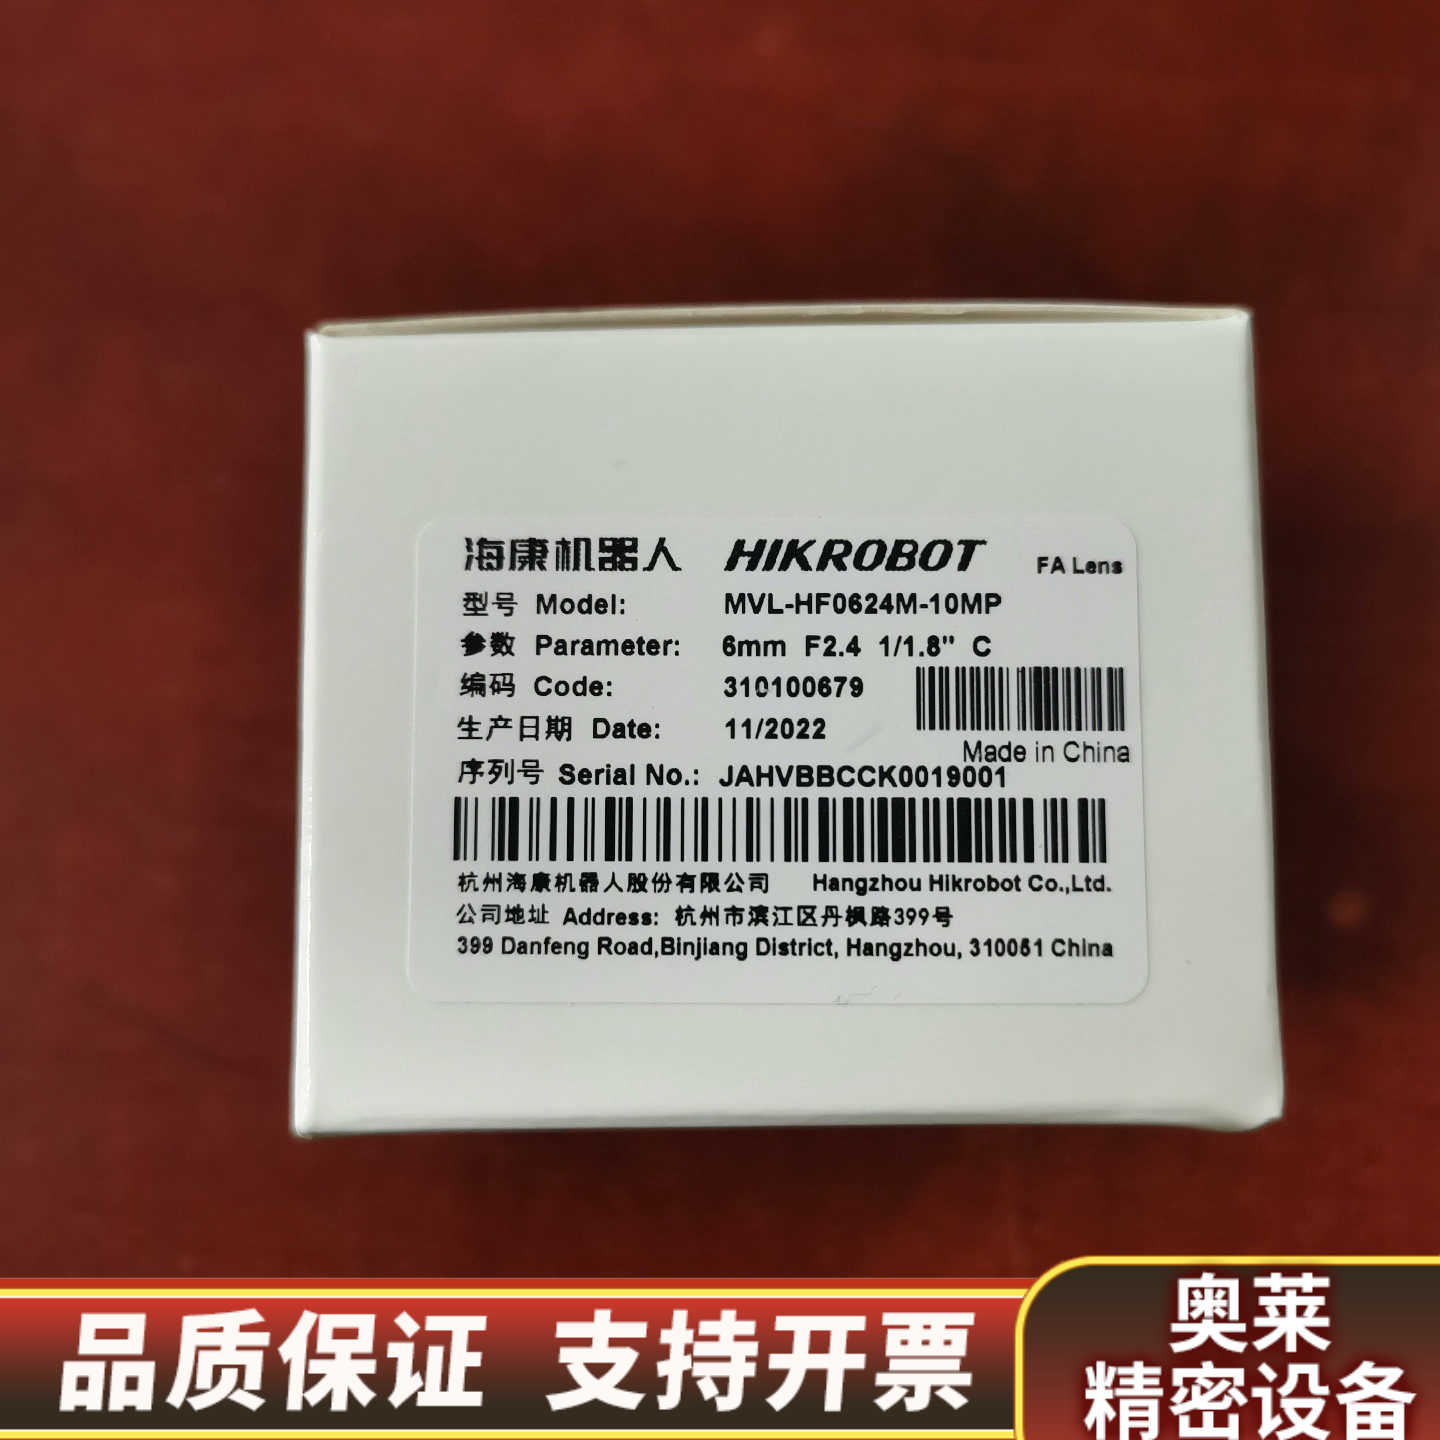 海康机器人 HIKROBOT FA Lens
型号 Model: MVL-HF0624M-10MP
参数 Parameter: 6mm F2.4 1/1.8" C
编码 Code: 310100679
生产日期 Date: 11/2022
Made in China
序列号 Serial No.: JAHVBBCCK0019001
杭州海康机器人股份有限公司 Hangzhou Hikrobot Co.,Ltd.
公司地址 Address: 杭州市滨江区丹枫路399号
399 Danfeng Road,Binjiang District, Hangzhou, 310051 China
品质保证 支持开票
奥莱
精密设备